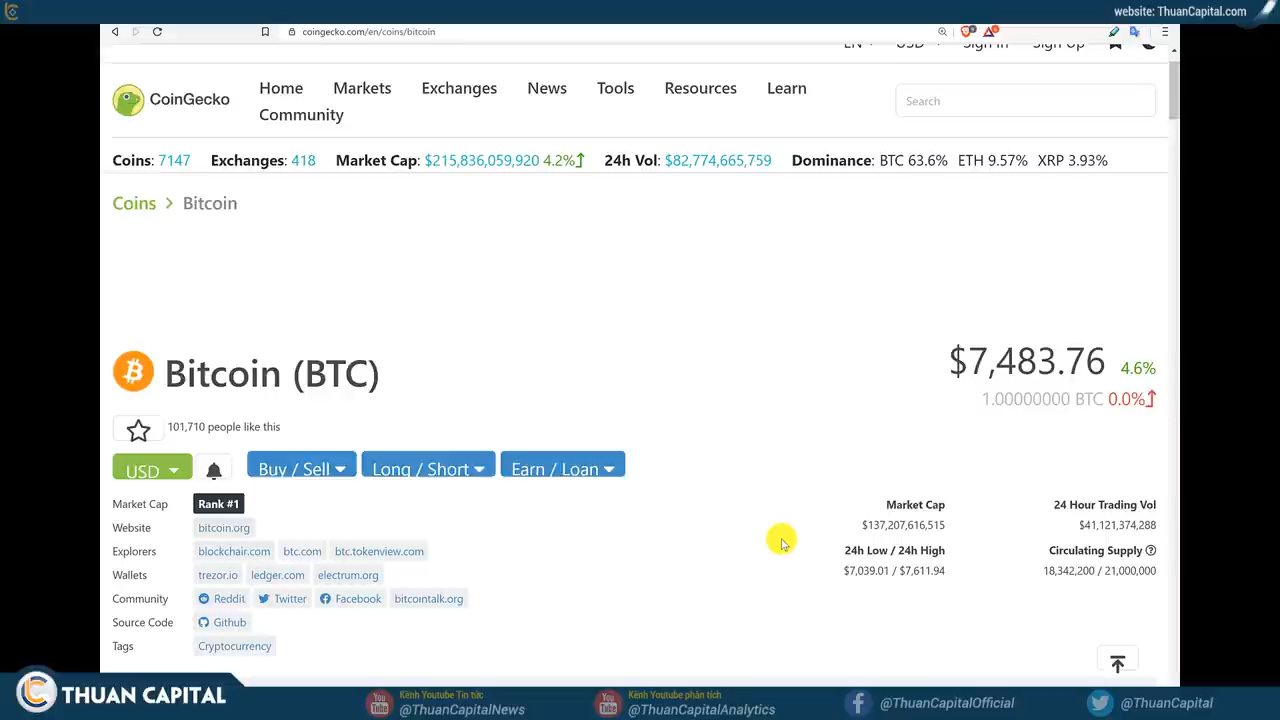 website: ThuanCapital.com
coingecko.com/en/coins/bitcoin
EN USD Sign In Sign Up
CoinGecko
Home Markets Exchanges News Tools Resources Learn
Community
Search
Coins: 7147 Exchanges: 418 Market Cap: $215,836,059,920 4.2% 24h Vol: $82,774,665,759 Dominance: BTC 63.6% ETH 9.57% XRP 3.93%
Coins > Bitcoin
Bitcoin (BTC)
$7,483.76 4.6%
1.00000000 BTC 0.0%
101,710 people like this
USD Buy / Sell Long / Short Earn / Loan
Market Cap Rank #1
Website bitcoin.org
Explorers blockchair.com btc.com btc.tokenview.com
Wallets trezor.io ledger.com electrum.org
Community Reddit Twitter Facebook bitcointalk.org
Source Code Github
Tags Cryptocurrency
Market Cap 24 Hour Trading Vol
$137,207,616,515 $41,121,374,288
24h Low / 24h High Circulating Supply
$7,039.01 / $7,611.94 18,342,200 / 21,000,000
THUAN CAPITAL
You Tube
Kênh Youtube Tin tức
@ThuanCapitalNews
You Tube
Kênh Youtube phân tích
@ThuanCapitalAnalytics
@ThuanCapitalOfficial
@ThuanCapital